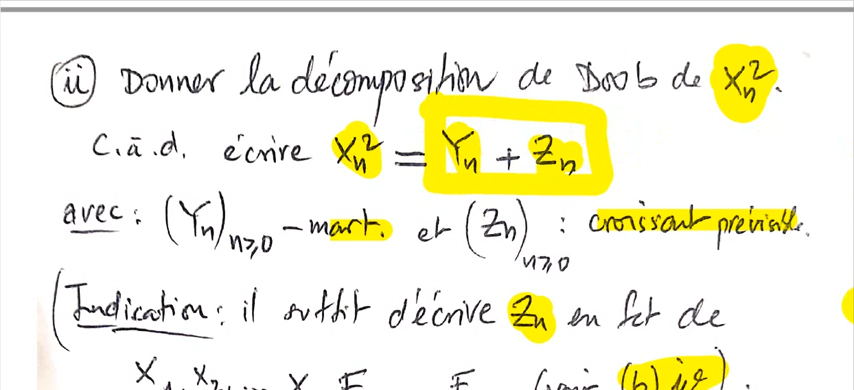 (ii) Donner la décomposition de Doob de Xₙ².
C.à.d. écrire Xₙ² = Yₙ + Zₙ
avec : (Yₙ)ₙ≥₀ - mart. et (Zₙ)ₙ≥₀ : croissant prévisible.
(Indication : il suffit d'écrire Zₙ en fct de